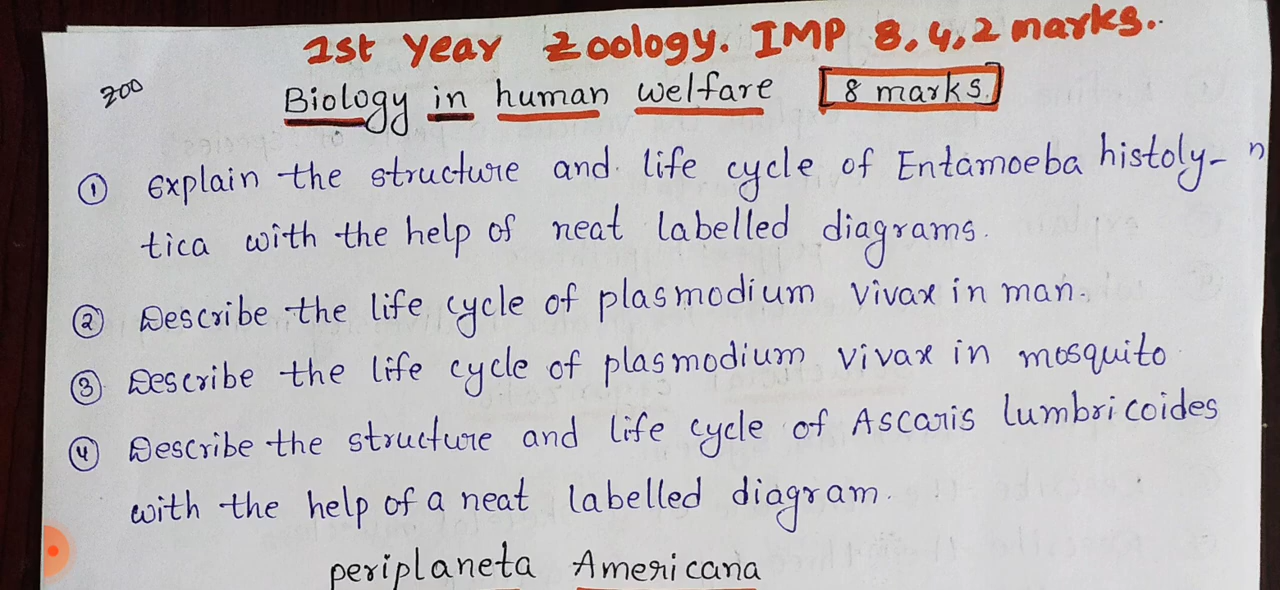 1st Year Zoology. IMP 8,4,2 marks..
200
Biology in human welfare [8 marks.]
① Explain the structure and life cycle of Entamoeba histoly-
tica with the help of neat labelled diagrams.
② Describe the life cycle of plasmodium vivax in man.
③ Describe the life cycle of plasmodium vivax in mosquito
④ Describe the structure and life cycle of Ascaris lumbricoides
with the help of a neat labelled diagram.
periplaneta Americana